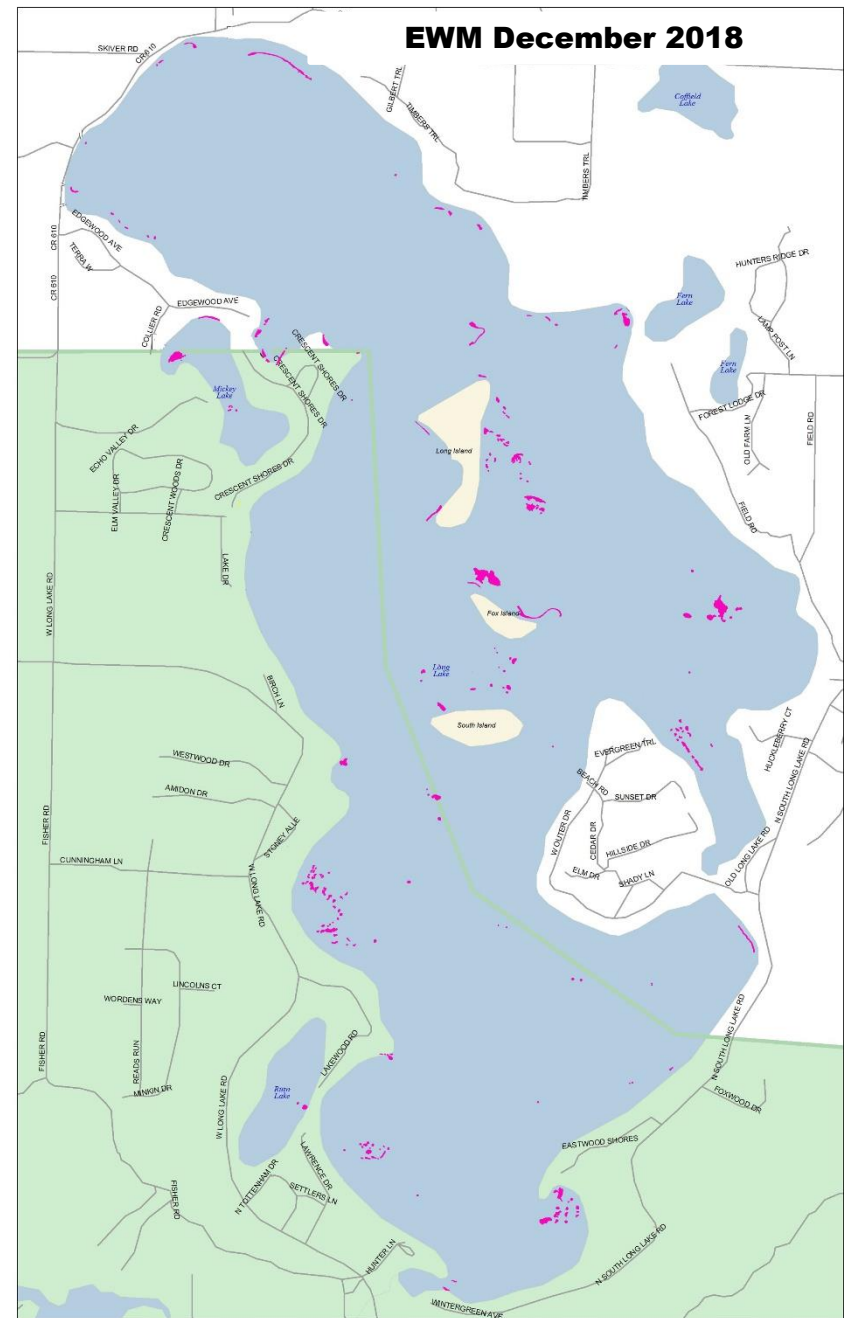 EWM December 2018
SKIVER RD
CR 610
GILBERT TRL
TIMBERS TRL
TIMBERS TRL
Coffield
Lake
CR 610
EDGEWOOD AVE
TERRA W
CR 610
HUNTERS RIDGE DR
Fern
Lake
LAMP POST LN
COLLIER RD
EDGEWOOD AVE
CRESCENT SHORES DR
CRESCENT SHORES DR
Fern
Lake
Mickey
Lake
FOREST LODGE DR
OLD FARM LN
FIELD RD
ECHO VALLEY DR
Long Island
ELM VALLEY DR
CRESCENT WOODS DR
CRESCENT SHORES DR
FIELD RD
LAKE DR
W LONG LAKE RD
Fox Island
Long
Lake
BIRCH LN
South Island
HUCKLEBERRY CT
EVERGREEN TRL
WESTWOOD DR
BEACH RD
N SOUTH LONG LAKE RD
AMIDON DR
SUNSET DR
FISHER RD
STONEY ALLE
W OUTER DR
CEDAR DR
HILLSIDE DR
CUNNINGHAM LN
W LONG LAKE RD
ELM DR
SHADY LN
OLD LONG LAKE RD
LINCOLNS CT
WORDENS WAY
FISHER RD
READS RUN
LAKEWOOD RD
N SOUTH LONG LAKE RD
MINKIN DR
Ruth
Lake
W LONG LAKE RD
FOXWOOD DR
EASTWOOD SHORES
LAWRENCE DR
N TOTTENHAM DR
SETTLERS LN
FISHER RD
HUNTER LN
N SOUTH LONG LAKE RD
WINTERGREEN AVE